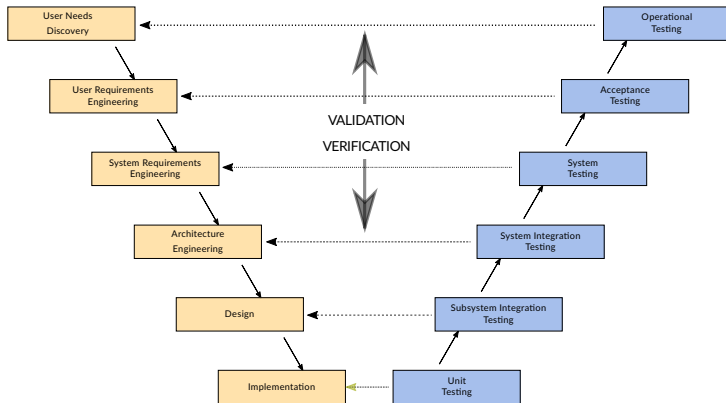 User Needs
Discovery
Operational
Testing
User Requirements
Engineering
Acceptance
Testing
VALIDATION
VERIFICATION
System Requirements
Engineering
System
Testing
Architecture
Engineering
System Integration
Testing
Design
Subsystem Integration
Testing
Implementation
Unit
Testing